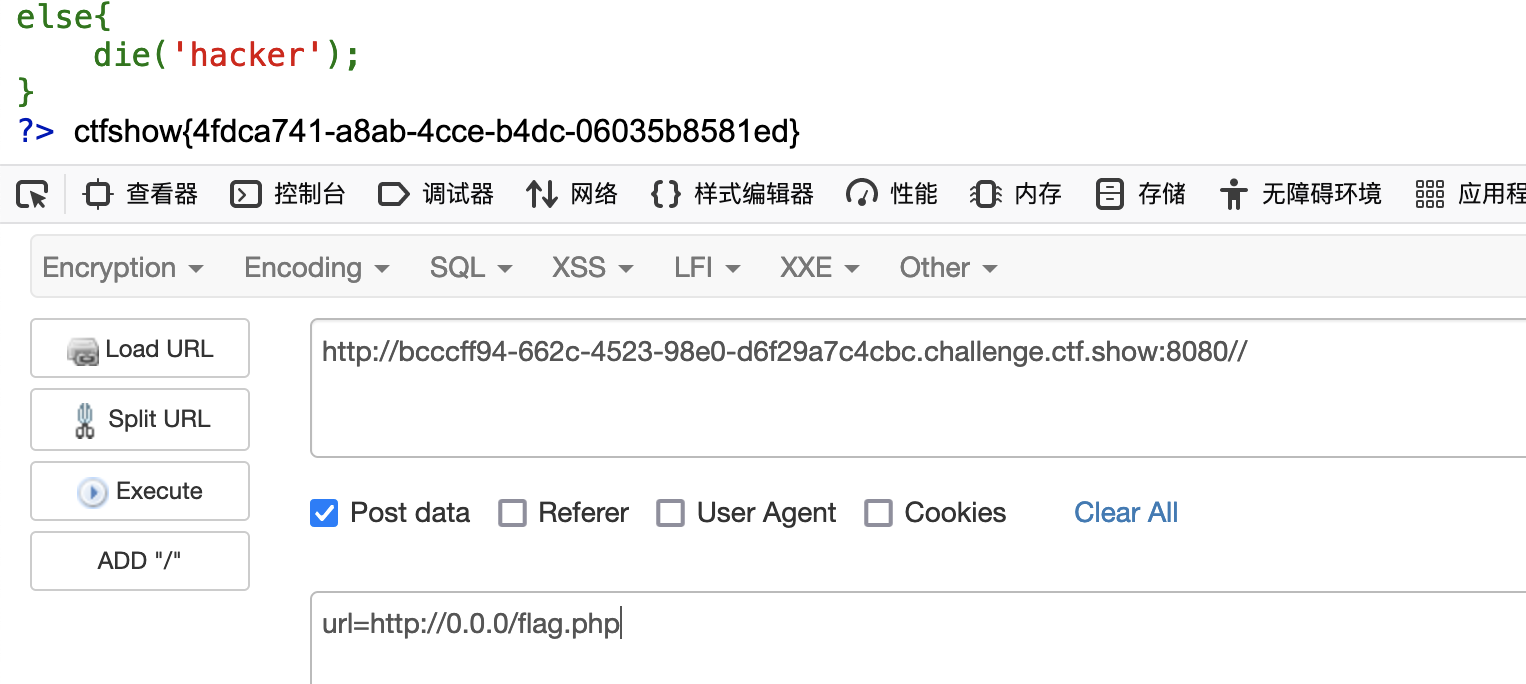 else{
die('hacker');
}
?> ctfshow{4fdca741-a8ab-4cce-b4dc-06035b8581ed}
查看器 控制台 调试器 网络 {} 样式编辑器 性能 内存 存储 无障碍环境 应用程
Encryption Encoding SQL XSS LFI XXE Other
Load URL
http://bcccff94-662c-4523-98e0-d6f29a7c4cbc.challenge.ctf.show:8080//
Split URL
Execute
Post data Referer User Agent Cookies Clear All
ADD "/"
url=http://0.0.0/flag.php